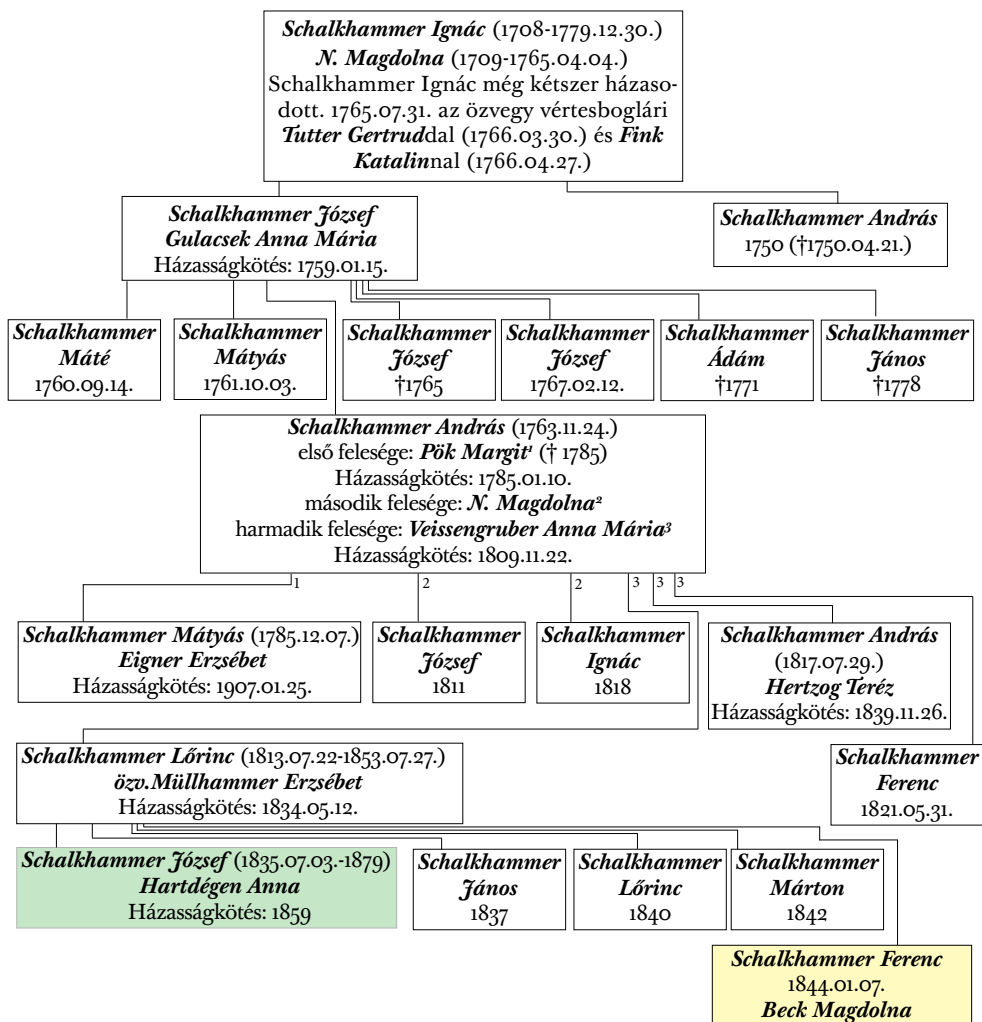 Schalkhammer Ignác (1708-1779.12.30.)
N. Magdolna (1709-1765.04.04.)
Schalkhammer Ignác még kétszer házaso-
dott. 1765.07.31. az özvegy vértesboglári
Tutter Gertruddal (1766.03.30.) és Fink
Katalinnal (1766.04.27.)
Schalkhammer József
Gulacsek Anna Mária
Házasságkötés: 1759.01.15.
Schalkhammer András
1750 (†1750.04.21.)
Schalkhammer
Máté
1760.09.14.
Schalkhammer
Mátyás
1761.10.03.
Schalkhammer
József
†1765
Schalkhammer
József
1767.02.12.
Schalkhammer
Ádám
†1771
Schalkhammer
János
†1778
Schalkhammer András (1763.11.24.)
első felesége: Pök Margit¹ († 1785)
Házasságkötés: 1785.01.10.
második felesége: N. Magdolna²
harmadik felesége: Veissengruber Anna Mária³
Házasságkötés: 1809.11.22.
1 2 2 3 3 3
Schalkhammer Mátyás (1785.12.07.)
Eigner Erzsébet
Házasságkötés: 1907.01.25.
Schalkhammer
József
1811
Schalkhammer
Ignác
1818
Schalkhammer András
(1817.07.29.)
Hertzog Teréz
Házasságkötés: 1839.11.26.
Schalkhammer Lőrinc (1813.07.22-1853.07.27.)
özv.Müllhammer Erzsébet
Házasságkötés: 1834.05.12.
Schalkhammer
Ferenc
1821.05.31.
Schalkhammer József (1835.07.03.-1879)
Hartdégen Anna
Házasságkötés: 1859
Schalkhammer
János
1837
Schalkhammer
Lőrinc
1840
Schalkhammer
Márton
1842
Schalkhammer Ferenc
1844.01.07.
Beck Magdolna